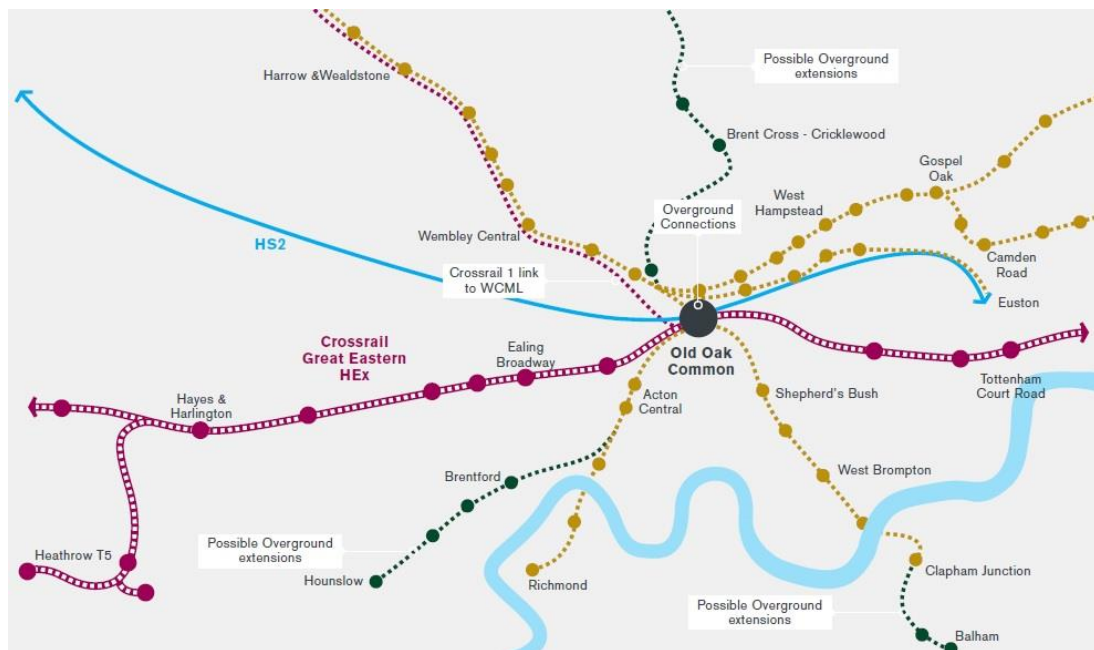 Possible Overground
extensions
Harrow &Wealdstone
Brent Cross - Cricklewood
Gospel
Oak
West
Hampstead
Overground
Connections
Wembley Central
HS2
Camden
Road
Crossrail 1 link
to WCML
Euston
Crossrail
Great Eastern
HEx
Ealing
Broadway
Old Oak
Common
Tottenham
Court Road
Hayes &
Harlington
Acton
Central
Shepherd's Bush
Brentford
West Brompton
Possible Overground
extensions
Heathrow T5
Hounslow
Richmond
Clapham Junction
Possible Overground
extensions
Balham